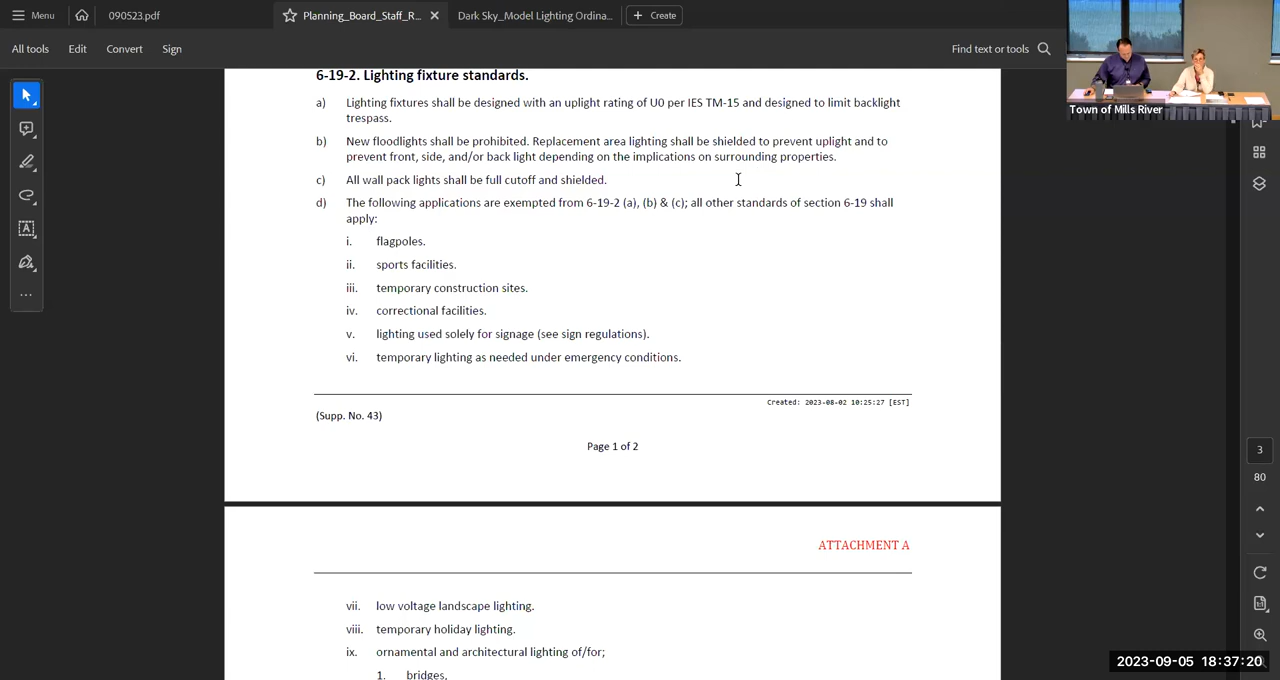 Menu
090523.pdf
Planning_Board_Staff_R...
Dark Sky_Model Lighting Ordina...
Create
All tools
Edit
Convert
Sign
Find text or tools
Town of Mills River
6-19-2. Lighting fixture standards.
a) Lighting fixtures shall be designed with an uplight rating of U0 per IES TM-15 and designed to limit backlight
trespass.
b) New floodlights shall be prohibited. Replacement area lighting shall be shielded to prevent uplight and to
prevent front, side, and/or back light depending on the implications on surrounding properties.
c) All wall pack lights shall be full cutoff and shielded.
d) The following applications are exempted from 6-19-2 (a), (b) & (c); all other standards of section 6-19 shall
apply:
i. flagpoles.
ii. sports facilities.
iii. temporary construction sites.
iv. correctional facilities.
v. lighting used solely for signage (see sign regulations).
vi. temporary lighting as needed under emergency conditions.
Created: 2023-08-02 10:25:27 [EST]
(Supp. No. 43)
Page 1 of 2
3
80
ATTACHMENT A
vii. low voltage landscape lighting.
viii. temporary holiday lighting.
ix. ornamental and architectural lighting of/for;
1. bridges,
2023-09-05 18:37:20